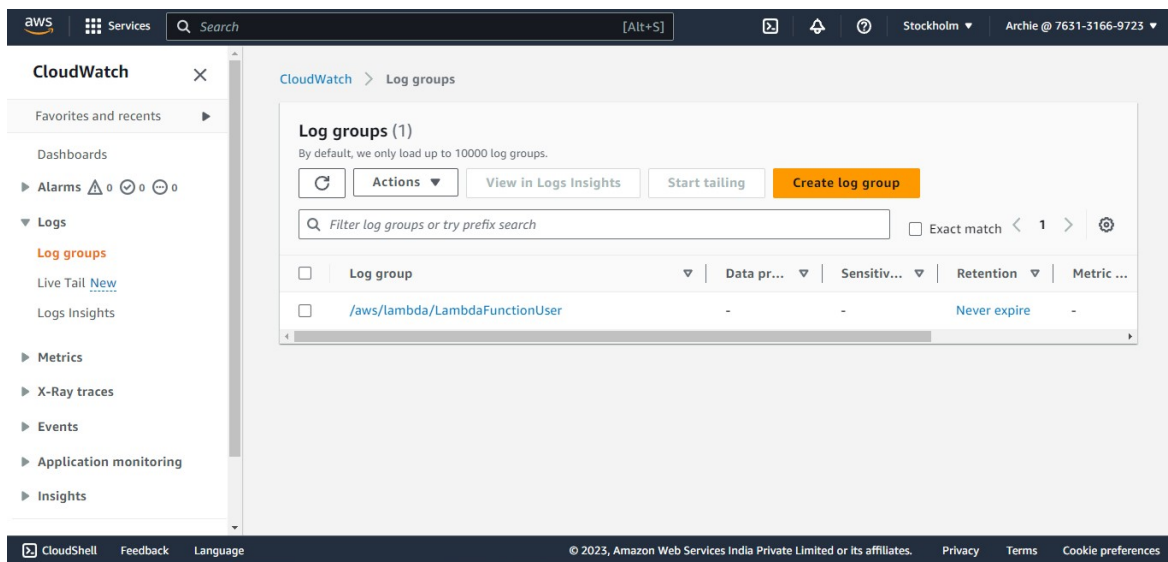 aws Services Search [Alt+S] Stockholm Archie @ 7631-3166-9723
CloudWatch
Favorites and recents
Dashboards
Alarms 0 0 0
Logs
Log groups
Live Tail New
Logs Insights
Metrics
X-Ray traces
Events
Application monitoring
Insights
CloudWatch > Log groups
Log groups (1)
By default, we only load up to 10000 log groups.
Actions View in Logs Insights Start tailing Create log group
Filter log groups or try prefix search Exact match < 1 >
Log group Data pr... Sensitiv... Retention Metric ...
/aws/lambda/LambdaFunctionUser - - Never expire -
CloudShell Feedback Language © 2023, Amazon Web Services India Private Limited or its affiliates. Privacy Terms Cookie preferences